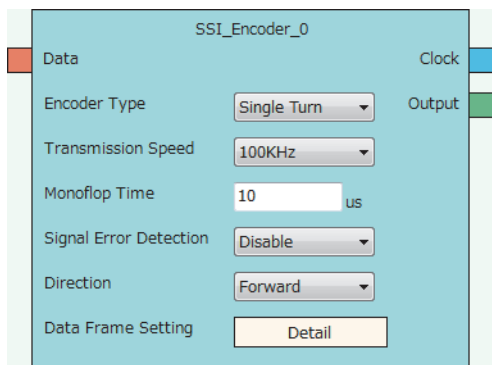 SSI_Encoder_0
Data Clock
Encoder Type Single Turn Output
Transmission Speed 100KHz
Monoflop Time 10 us
Signal Error Detection Disable
Direction Forward
Data Frame Setting Detail